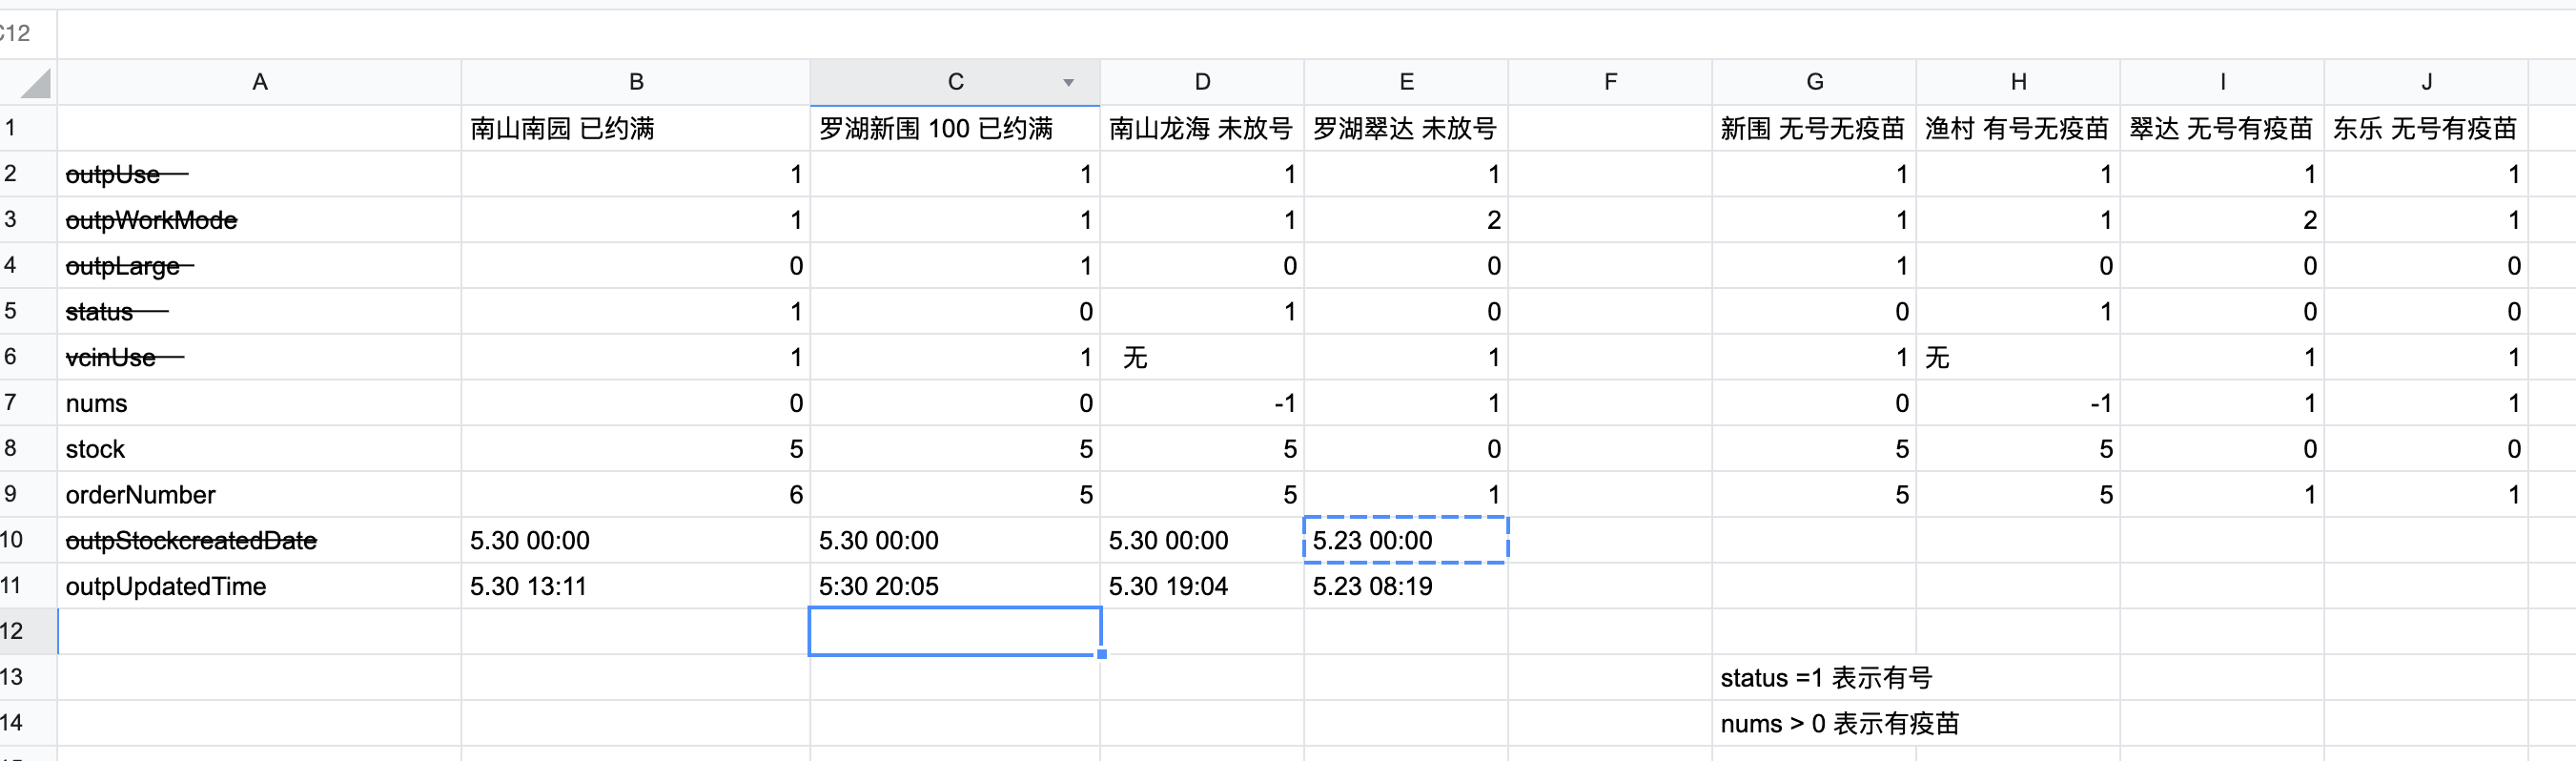 C12
A B C D E F G H I J
1 南山南园 已约满 罗湖新围 100 已约满 南山龙海 未放号 罗湖翠达 未放号 新围 无号无疫苗 渔村 有号无疫苗 翠达 无号有疫苗 东乐 无号有疫苗
2 outpUse 1 1 1 1 1 1 1 1
3 outpWorkMode 1 1 1 2 1 1 2 1
4 outpLarge 0 1 0 0 1 0 0 0
5 status 1 0 1 0 0 1 0 0
6 vcinUse 1 1 无 1 1 无 1 1
7 nums 0 0 -1 1 0 -1 1 1
8 stock 5 5 5 0 5 5 0 0
9 orderNumber 6 5 5 1 5 5 1 1
10 outpStockcreatedDate 5.30 00:00 5.30 00:00 5.30 00:00 5.23 00:00
11 outpUpdatedTime 5.30 13:11 5:30 20:05 5.30 19:04 5.23 08:19
12
13 status =1 表示有号
14 nums > 0 表示有疫苗